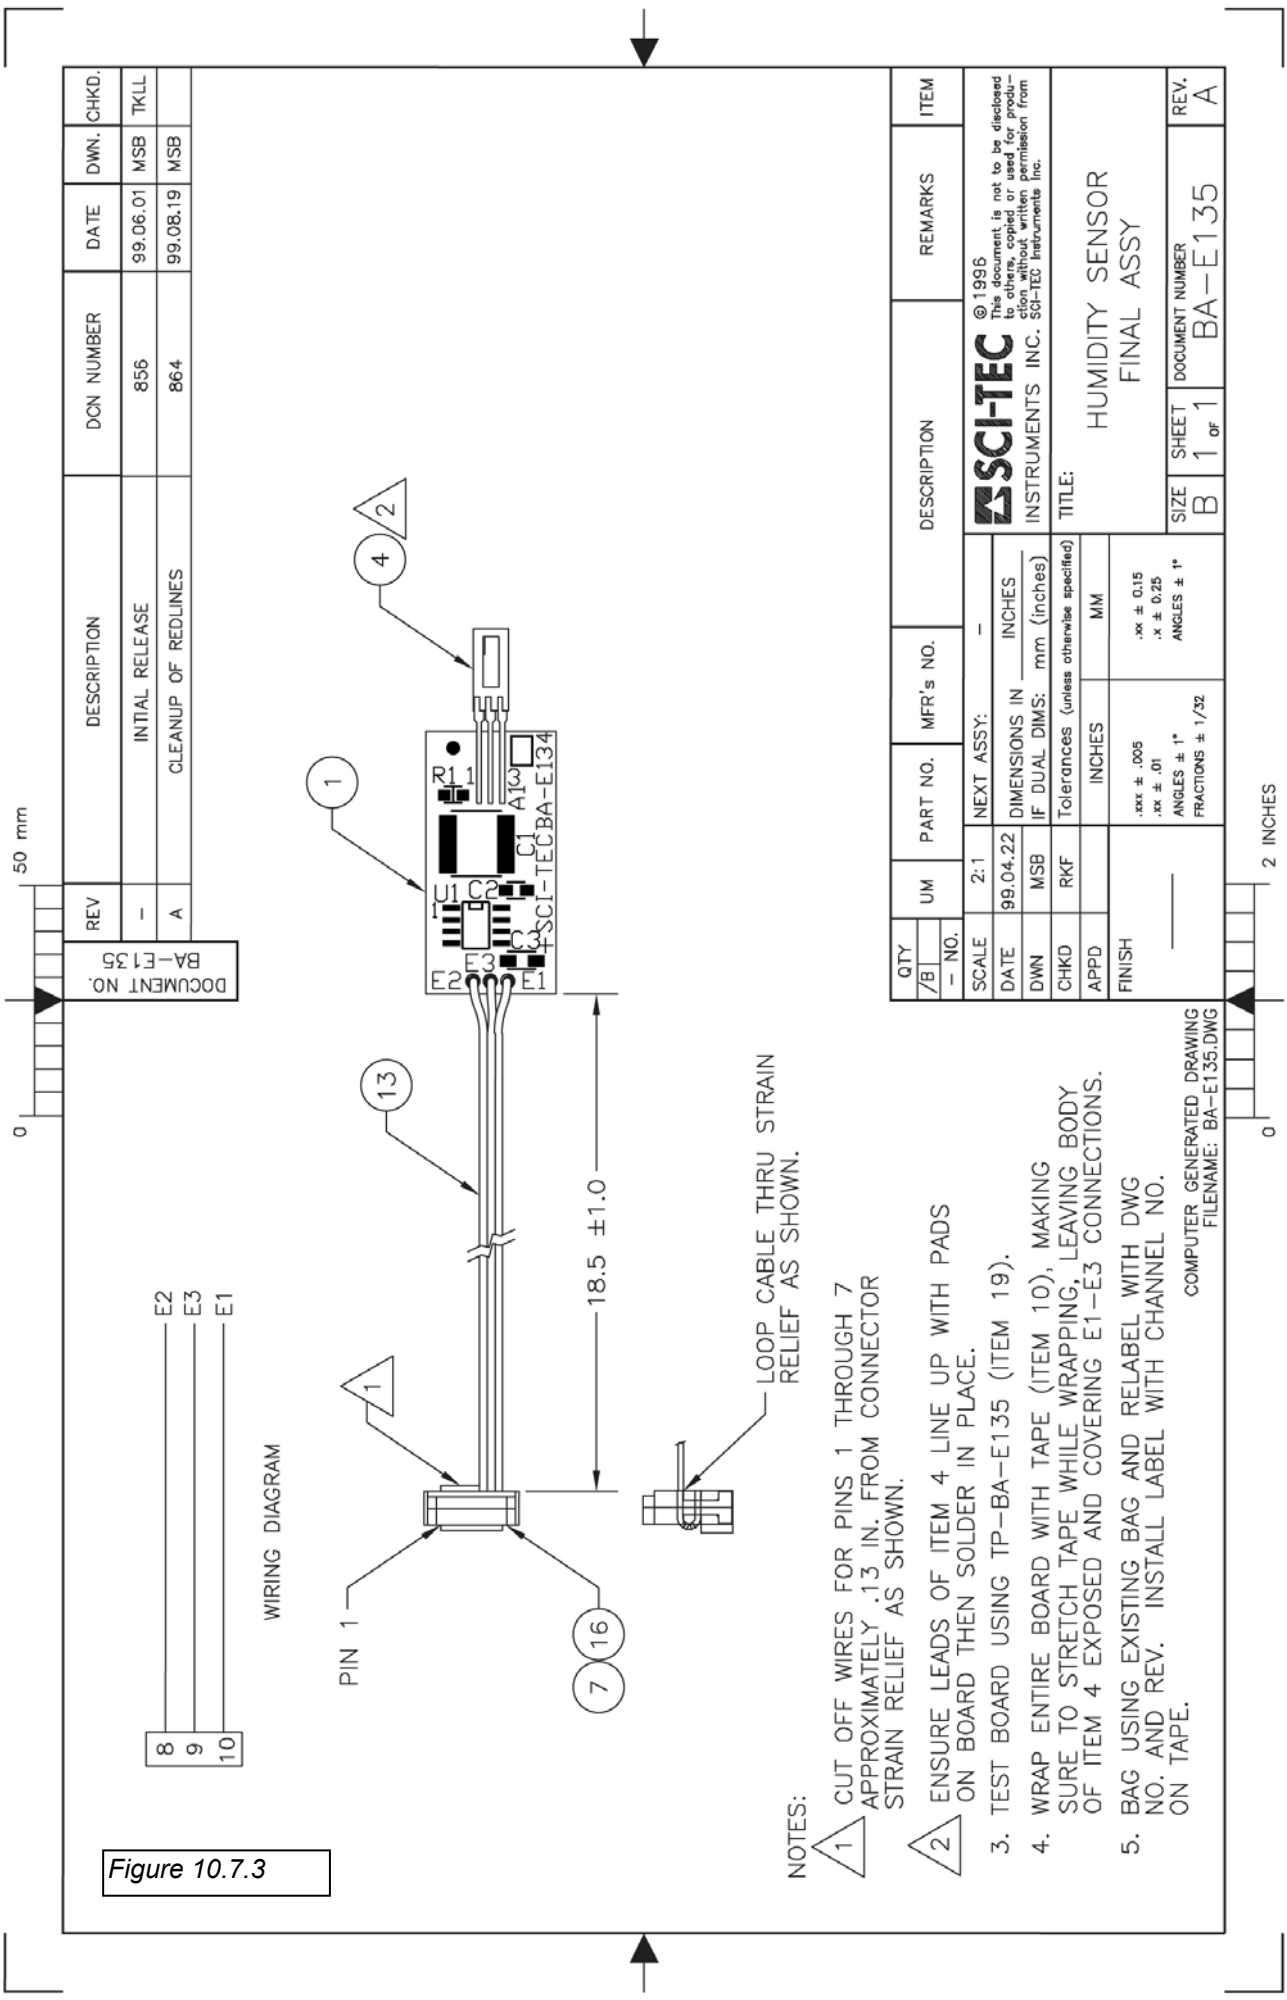 Figure 10.7.3
DOCUMENT NO.
BA-E135
REV DESCRIPTION DCN NUMBER DATE DWN. CHKD.
- INTIAL RELEASE 856 99.06.01 MSB TKLL
A CLEANUP OF REDLINES 864 99.08.19 MSB
0 50 mm
8 E2
9 E3
10 E1
WIRING DIAGRAM
PIN 1
1
13
1
4
2
7 16
18.5 ±1.0
E2
E3
E1
U1
1
C2
C3
C1
R1
1
3
A1
+SCI-TECBA-E134
LOOP CABLE THRU STRAIN
RELIEF AS SHOWN.
NOTES:
1 CUT OFF WIRES FOR PINS 1 THROUGH 7
APPROXIMATELY .13 IN. FROM CONNECTOR
STRAIN RELIEF AS SHOWN.
2 ENSURE LEADS OF ITEM 4 LINE UP WITH PADS
ON BOARD THEN SOLDER IN PLACE.
3. TEST BOARD USING TP-BA-E135 (ITEM 19).
4. WRAP ENTIRE BOARD WITH TAPE (ITEM 10), MAKING
SURE TO STRETCH TAPE WHILE WRAPPING, LEAVING BODY
OF ITEM 4 EXPOSED AND COVERING E1-E3 CONNECTIONS.
5. BAG USING EXISTING BAG AND RELABEL WITH DWG
NO. AND REV. INSTALL LABEL WITH CHANNEL NO.
ON TAPE.
COMPUTER GENERATED DRAWING
FILENAME: BA-E135.DWG
QTY
/B
- NO.
UM PART NO. MFR's NO. DESCRIPTION REMARKS ITEM
SCALE 2:1
DATE 99.04.22
DWN MSB
CHKD RKF
APPD
FINISH
NEXT ASSY: -
DIMENSIONS IN INCHES
IF DUAL DIMS: mm (inches)
Tolerances (unless otherwise specified)
INCHES MM
.xxx ± .005
.xx ± .01
ANGLES ± 1°
FRACTIONS ± 1/32
.xx ± 0.15
.x ± 0.25
ANGLES ± 1°
SCI-TEC
INSTRUMENTS INC.
© 1996
This document is not to be disclosed
to others, copied or used for produ-
ction without written permission from
SCI-TEC Instruments Inc.
TITLE:
HUMIDITY SENSOR
FINAL ASSY
SIZE
B
SHEET
1 OF 1
DOCUMENT NUMBER
BA-E135
REV.
A
0 2 INCHES